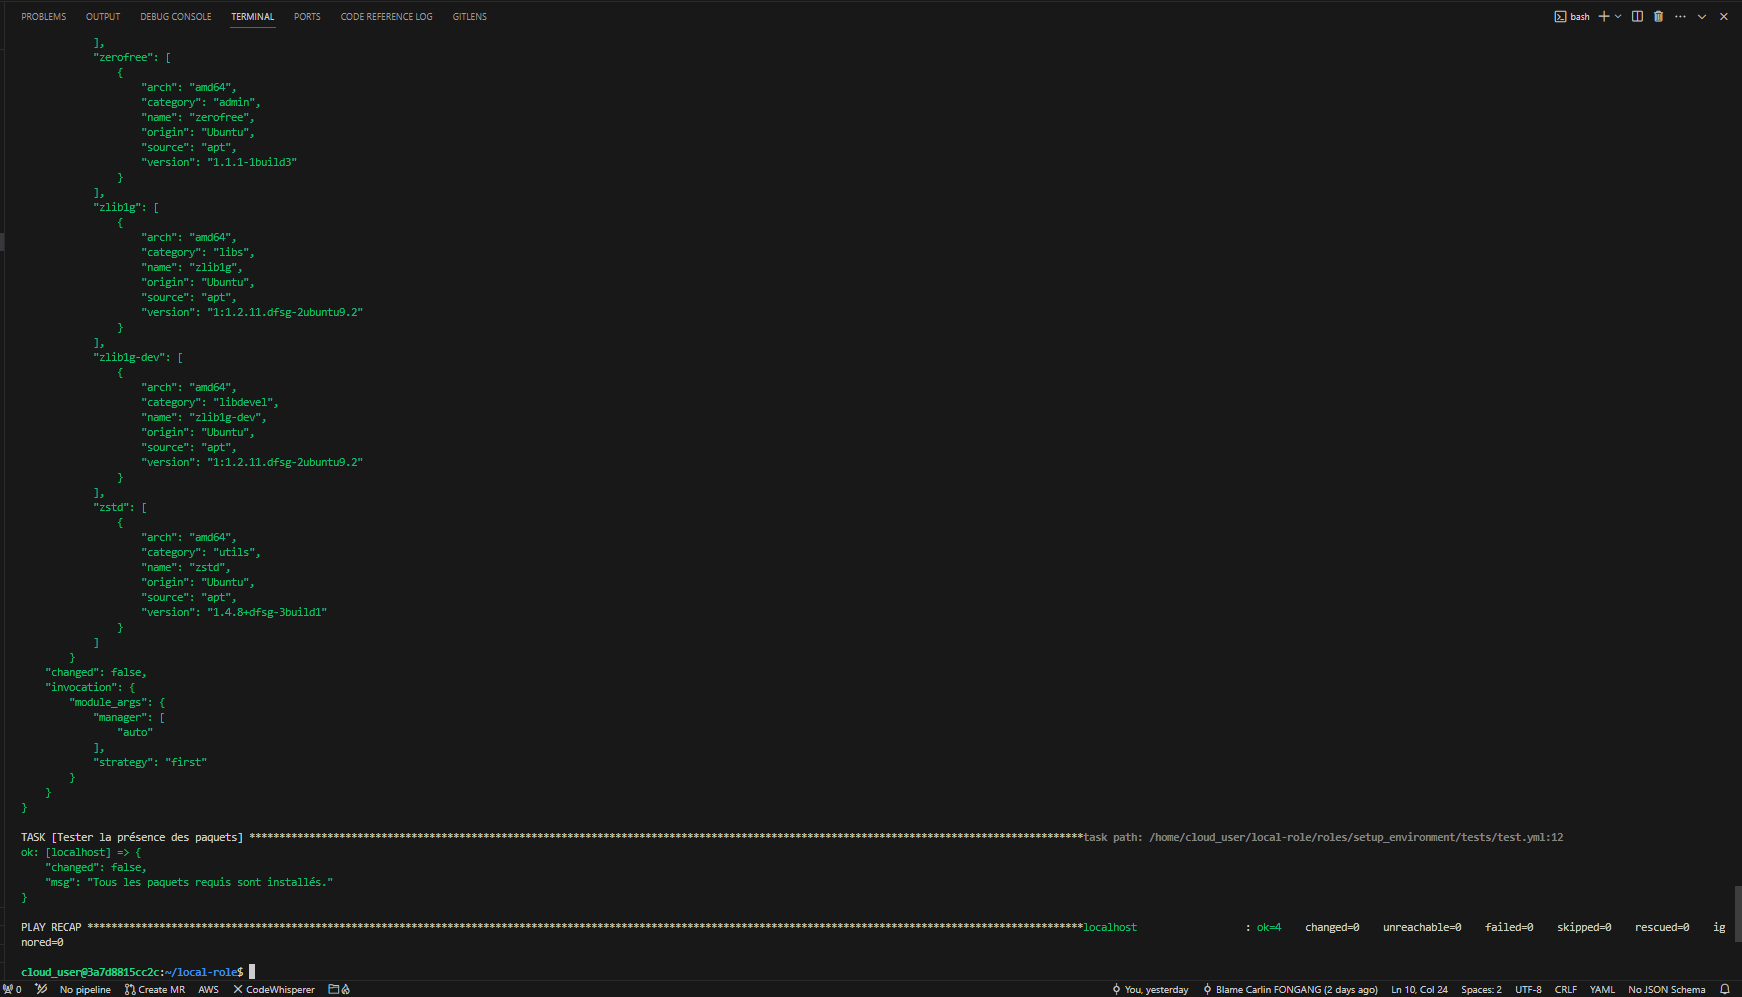 PROBLEMS OUTPUT DEBUG CONSOLE TERMINAL PORTS CODE REFERENCE LOG GITLENS bash
],
"zerofree": [
{
"arch": "amd64",
"category": "admin",
"name": "zerofree",
"origin": "Ubuntu",
"source": "apt",
"version": "1.1.1-1build3"
}
],
"zlib1g": [
{
"arch": "amd64",
"category": "libs",
"name": "zlib1g",
"origin": "Ubuntu",
"source": "apt",
"version": "1:1.2.11.dfsg-2ubuntu9.2"
}
],
"zlib1g-dev": [
{
"arch": "amd64",
"category": "libdevel",
"name": "zlib1g-dev",
"origin": "Ubuntu",
"source": "apt",
"version": "1:1.2.11.dfsg-2ubuntu9.2"
}
],
"zstd": [
{
"arch": "amd64",
"category": "utils",
"name": "zstd",
"origin": "Ubuntu",
"source": "apt",
"version": "1.4.8+dfsg-3build1"
}
]
}
"changed": false,
"invocation": {
"module_args": {
"manager": [
"auto"
],
"strategy": "first"
}
}
}
TASK [Tester la présence des paquets] *******************************************************************************************************************************************task path: /home/cloud_user/local-role/roles/setup_environment/tests/test.yml:12
ok: [localhost] => {
"changed": false,
"msg": "Tous les paquets requis sont installés."
}
PLAY RECAP **********************************************************************************************************************************************************************localhost : ok=4 changed=0 unreachable=0 failed=0 skipped=0 rescued=0 ig
nored=0
cloud_user@3a7d8815cc2c:~/local-role$
0 No pipeline Create MR AWS CodeWhisperer You, yesterday Blame Carlin FONGANG (2 days ago) Ln 10, Col 24 Spaces: 2 UTF-8 CRLF YAML No JSON Schema